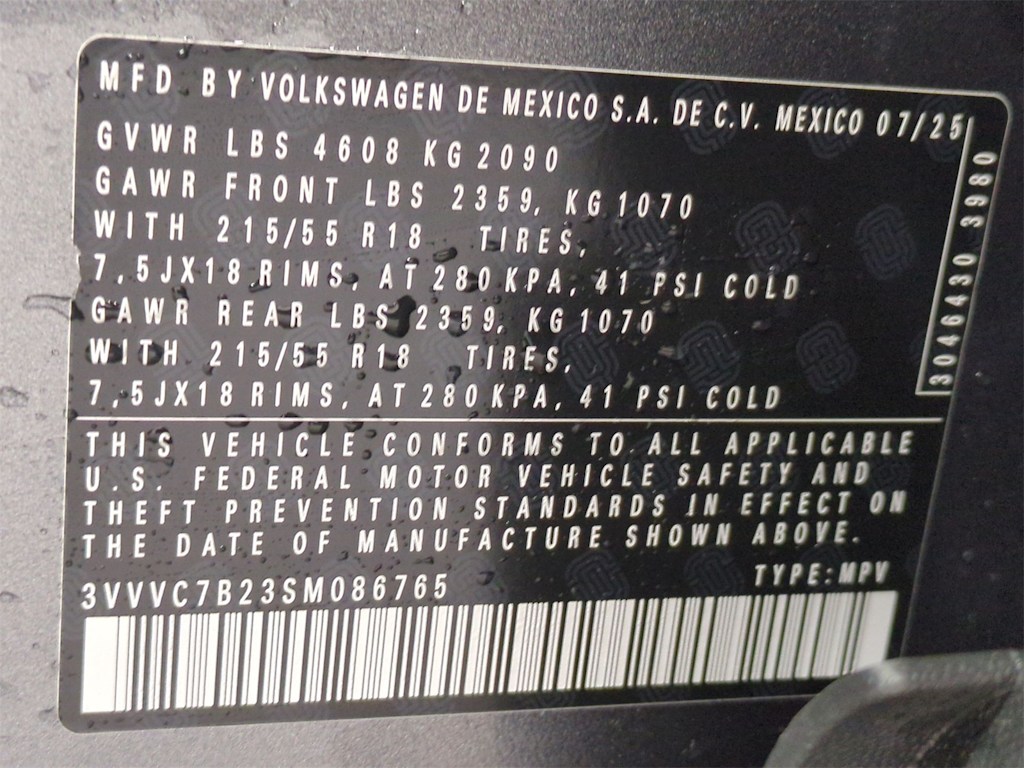 MFD BY VOLKSWAGEN DE MEXICO S.A. DE C.V. MEXICO 07/25
GVWR LBS 4608 KG 2090
GAWR FRONT LBS 2359, KG 1070
WITH 215/55 R18 TIRES,
7,5JX18 RIMS, AT 280 KPA, 41 PSI COLD
GAWR REAR LBS 2359, KG 1070
WITH 215/55 R18 TIRES,
7,5JX18 RIMS, AT 280 KPA, 41 PSI COLD
3046430 3980
THIS VEHICLE CONFORMS TO ALL APPLICABLE
U.S. FEDERAL MOTOR VEHICLE SAFETY AND
THEFT PREVENTION STANDARDS IN EFFECT ON
THE DATE OF MANUFACTURE SHOWN ABOVE.
3VVVC7B23SM086765
TYPE:MPV